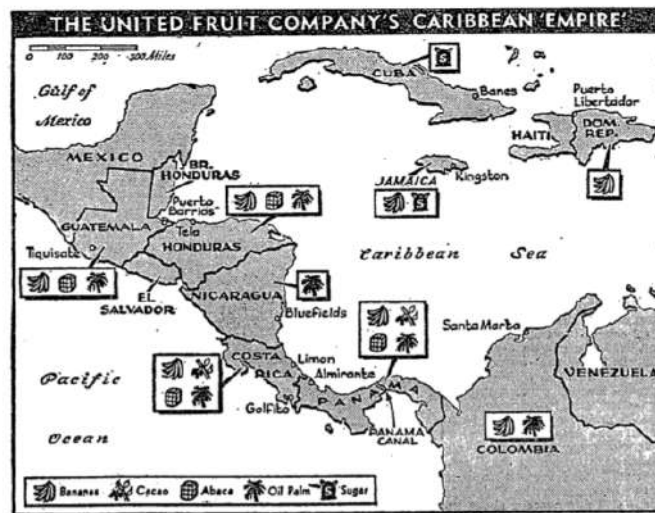 THE UNITED FRUIT COMPANY'S CARIBBEAN 'EMPIRE'
0 100 200 300 Miles
Gulf of
Mexico
CUBA
S
Banes
Puerto
Libertador
HAITI
DOM.
REP.
MEXICO
BR.
HONDURAS
JAMAICA
Kingston
S
Puerto
Barrios
GUATEMALA
Tela
HONDURAS
Caribbean Sea
Tiquisate
EL
SALVADOR
NICARAGUA
Bluefields
Santa Marta
COSTA
RICA
Limon
Almirante
VENEZUELA
Pacific
Ocean
Golfito
PANAMA
PANAMA
CANAL
COLOMBIA
Bananas Cacao Abaca Oil Palm S Sugar